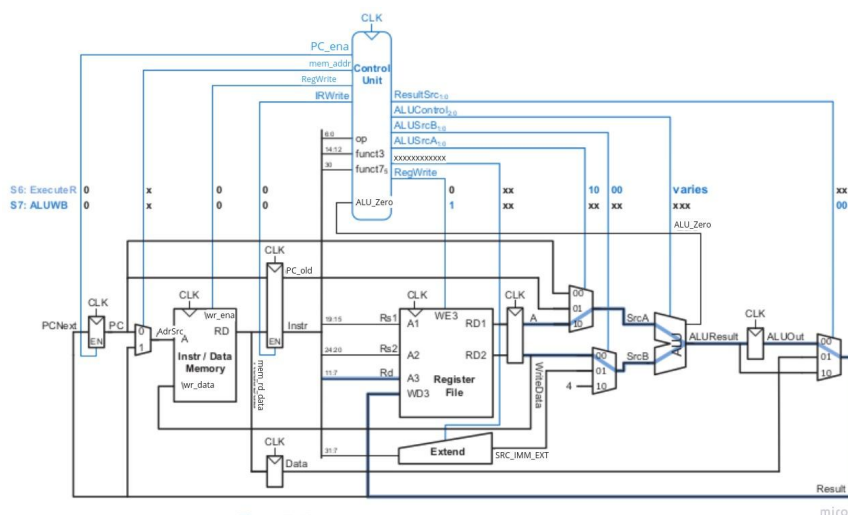 CLK
PC_ena
mem_addr
RegWrite
IRWrite
Control
Unit
ResultSrc1:0
ALUControl2:0
ALUSrcB1:0
ALUSrcA1:0
xxxxxxxxxxxx
RegWrite
6:0 op
14:12 funct3
30 funct75
ALU_Zero
S6: ExecuteR 0 x 0 0 0 xx 10 00 varies xx
S7: ALUWB 0 x 0 0 1 xx xx xx xxx 00
ALU_Zero
CLK
PC_old
CLK
PCNext
EN
PC
0
1
AdrSrc
CLK
wr_ena
A
RD
Instr / Data
Memory
wr_data
EN
Instr
mem_rd_data
19:15 Rs1
24:20 Rs2
11:7 Rd
31:7
CLK
WE3
A1
RD1
A2
RD2
A3
WD3
Register
File
CLK
A
WriteData
00
01
10
SrcA
00
01
4
10
SrcB
ALU
ALUResult
CLK
ALUOut
00
01
10
Extend
SRC_IMM_EXT
CLK
Data
Result
miro